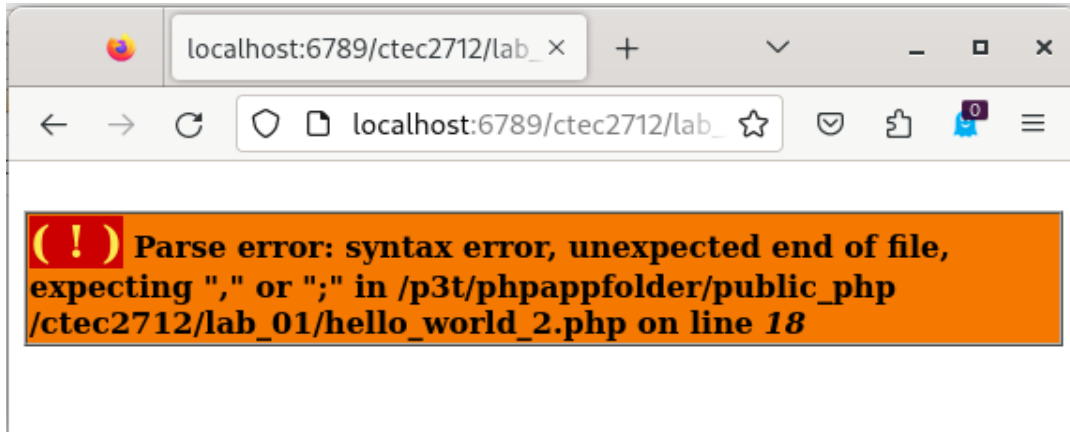 localhost:6789/ctec2712/lab_
localhost:6789/ctec2712/lab_
0
( ! ) Parse error: syntax error, unexpected end of file,
expecting "," or ";" in /p3t/phpappfolder/public_php
/ctec2712/lab_01/hello_world_2.php on line 18